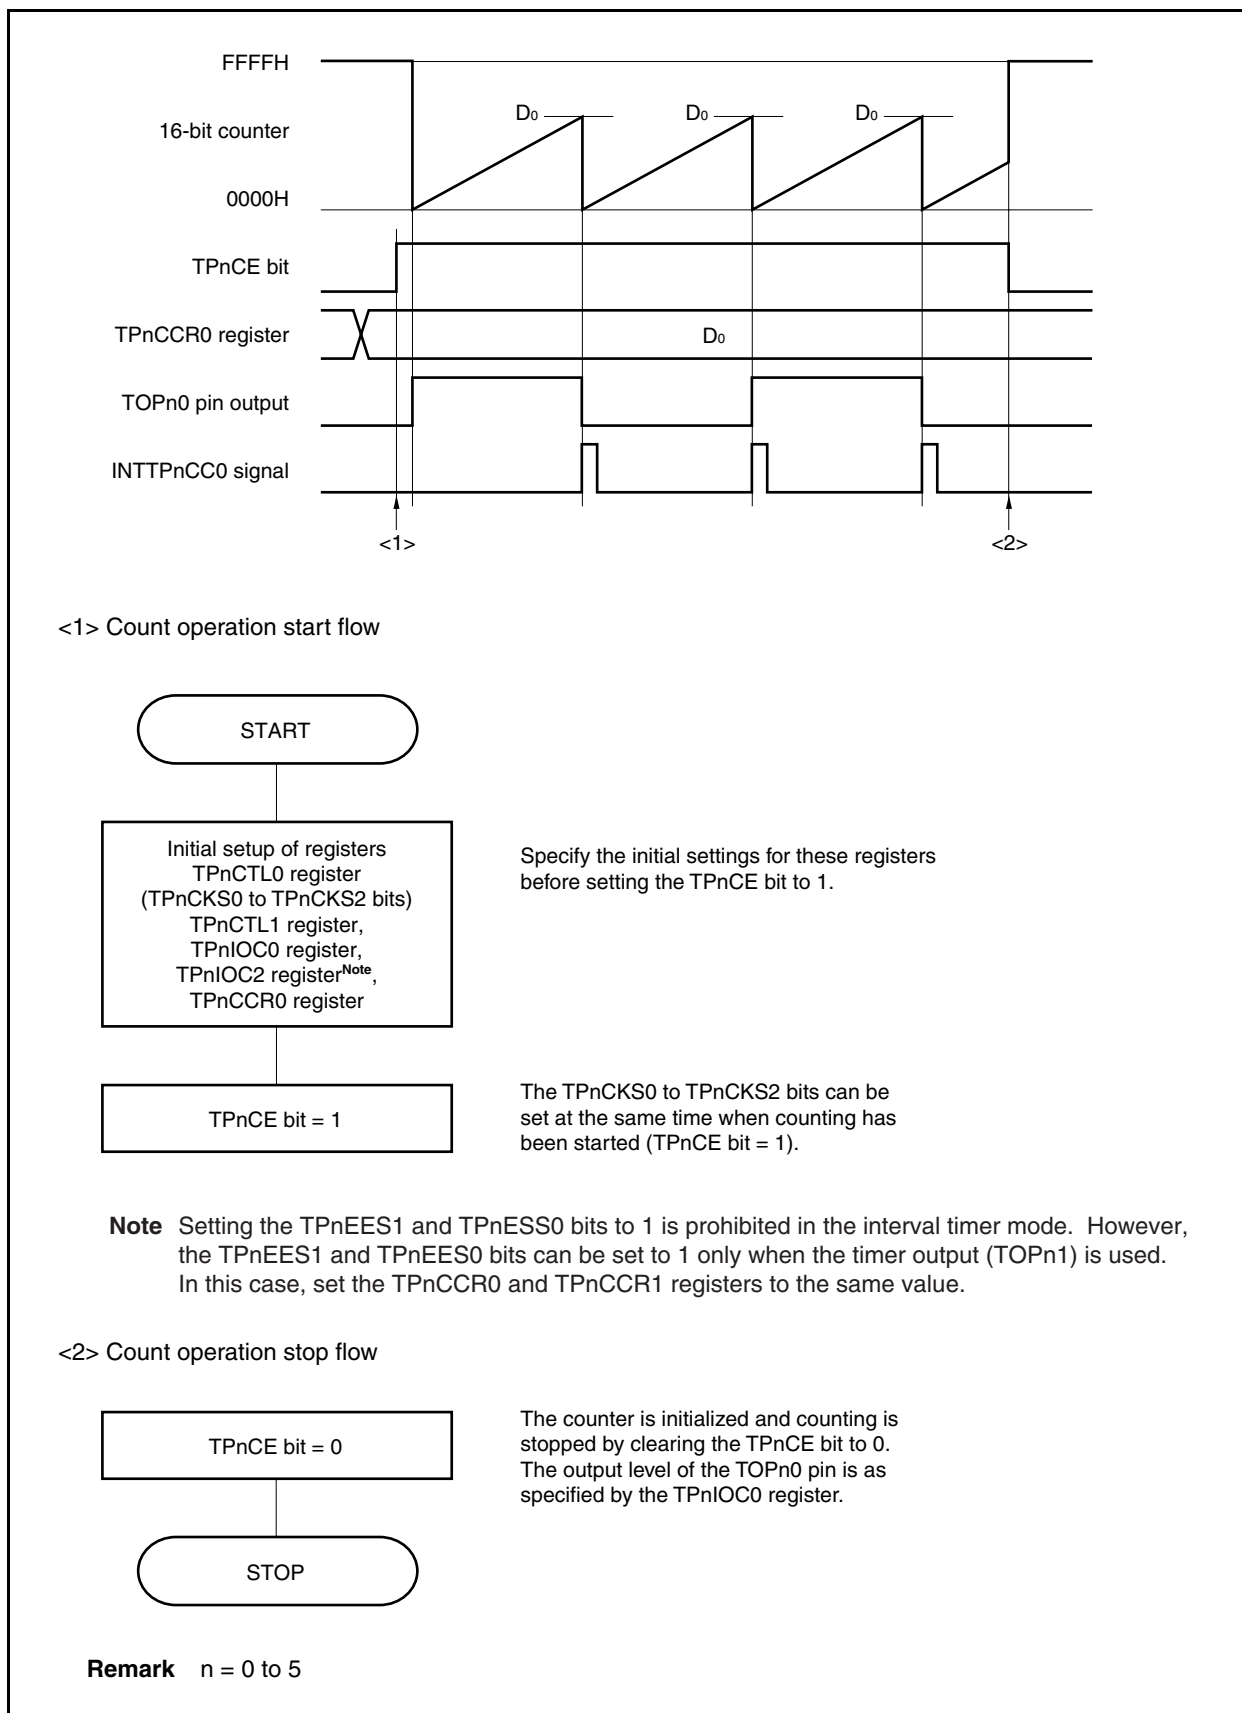 FFFFH
D0 D0 D0
16-bit counter
0000H
TPnCE bit
TPnCCR0 register D0
TOPn0 pin output
INTTPnCC0 signal
<1> <2>
<1> Count operation start flow
START
Initial setup of registers
TPnCTL0 register
(TPnCKS0 to TPnCKS2 bits)
TPnCTL1 register,
TPnIOC0 register,
TPnIOC2 registerNote,
TPnCCR0 register
Specify the initial settings for these registers
before setting the TPnCE bit to 1.
TPnCE bit = 1
The TPnCKS0 to TPnCKS2 bits can be
set at the same time when counting has
been started (TPnCE bit = 1).
Note Setting the TPnEES1 and TPnESS0 bits to 1 is prohibited in the interval timer mode. However,
the TPnEES1 and TPnEES0 bits can be set to 1 only when the timer output (TOPn1) is used.
In this case, set the TPnCCR0 and TPnCCR1 registers to the same value.
<2> Count operation stop flow
TPnCE bit = 0
The counter is initialized and counting is
stopped by clearing the TPnCE bit to 0.
The output level of the TOPn0 pin is as
specified by the TPnIOC0 register.
STOP
Remark n = 0 to 5